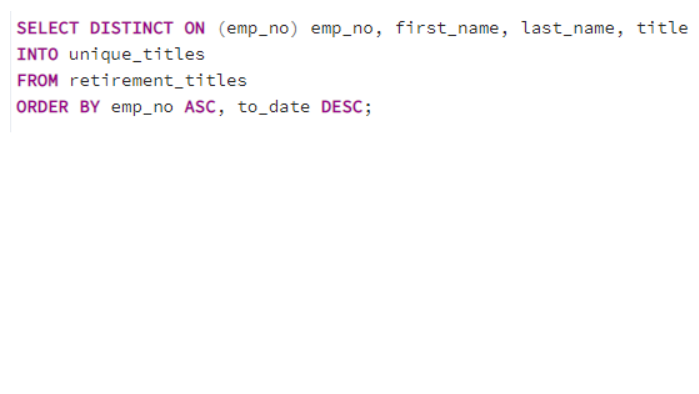 SELECT DISTINCT ON (emp_no) emp_no, first_name, last_name, title
INTO unique_titles
FROM retirement_titles
ORDER BY emp_no ASC, to_date DESC;